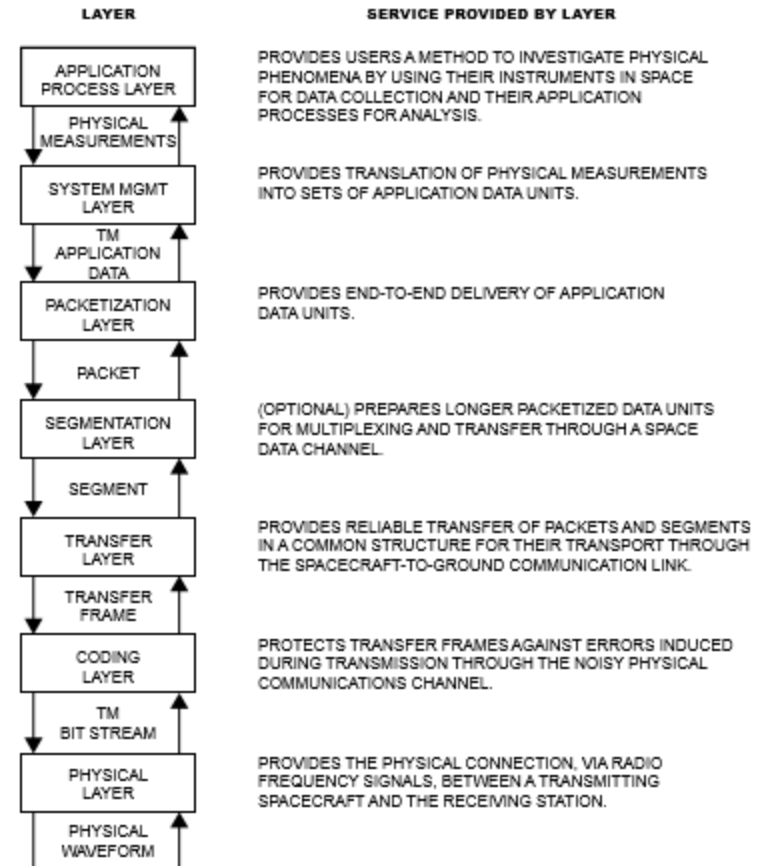 LAYER
SERVICE PROVIDED BY LAYER
APPLICATION
PROCESS LAYER
PROVIDES USERS A METHOD TO INVESTIGATE PHYSICAL
PHENOMENA BY USING THEIR INSTRUMENTS IN SPACE
FOR DATA COLLECTION AND THEIR APPLICATION
PROCESSES FOR ANALYSIS.
PHYSICAL
MEASUREMENTS
SYSTEM MGMT
LAYER
PROVIDES TRANSLATION OF PHYSICAL MEASUREMENTS
INTO SETS OF APPLICATION DATA UNITS.
TM
APPLICATION
DATA
PACKETIZATION
LAYER
PROVIDES END-TO-END DELIVERY OF APPLICATION
DATA UNITS.
PACKET
SEGMENTATION
LAYER
(OPTIONAL) PREPARES LONGER PACKETIZED DATA UNITS
FOR MULTIPLEXING AND TRANSFER THROUGH A SPACE
DATA CHANNEL.
SEGMENT
TRANSFER
LAYER
PROVIDES RELIABLE TRANSFER OF PACKETS AND SEGMENTS
IN A COMMON STRUCTURE FOR THEIR TRANSPORT THROUGH
THE SPACECRAFT-TO-GROUND COMMUNICATION LINK.
TRANSFER
FRAME
CODING
LAYER
PROTECTS TRANSFER FRAMES AGAINST ERRORS INDUCED
DURING TRANSMISSION THROUGH THE NOISY PHYSICAL
COMMUNICATIONS CHANNEL.
TM
BIT STREAM
PHYSICAL
LAYER
PROVIDES THE PHYSICAL CONNECTION, VIA RADIO
FREQUENCY SIGNALS, BETWEEN A TRANSMITTING
SPACECRAFT AND THE RECEIVING STATION.
PHYSICAL
WAVEFORM